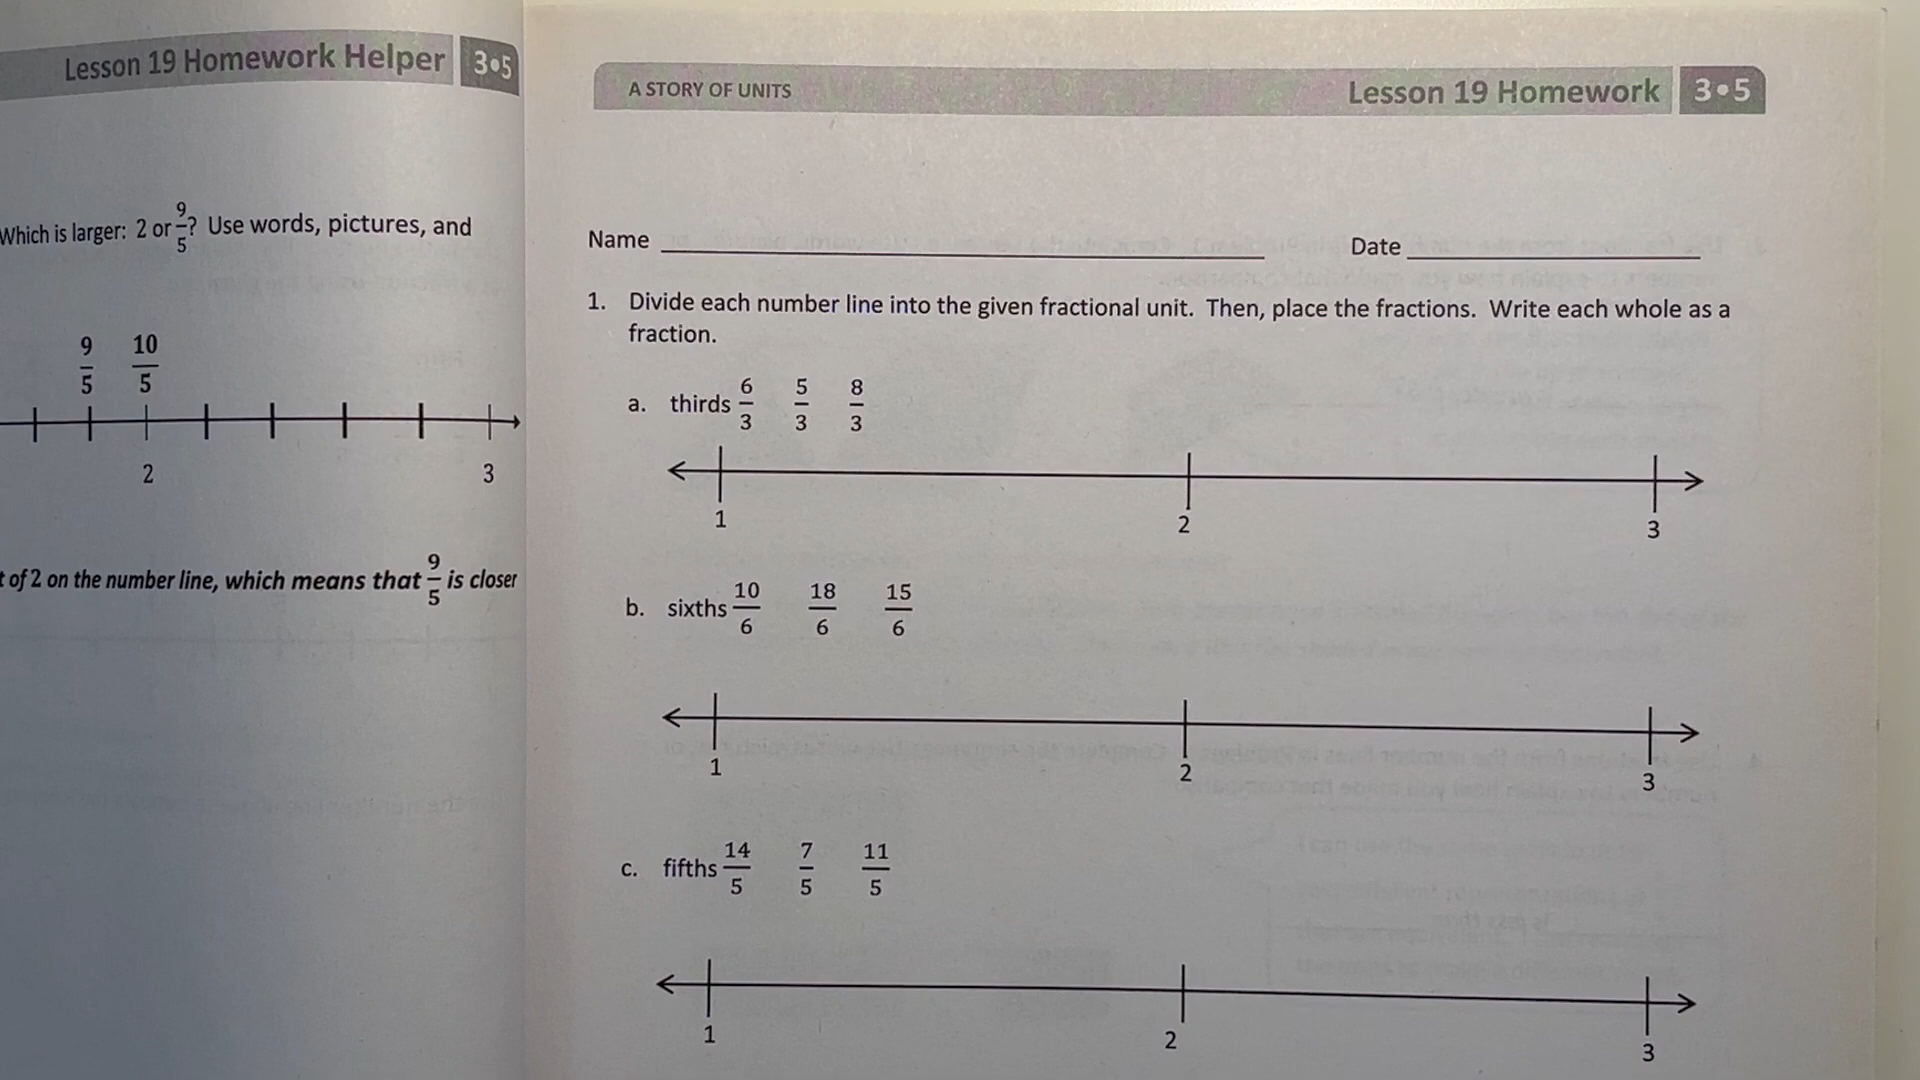 Lesson 19 Homework Helper 3•5
Which is larger: 2 or 9/5? Use words, pictures, and
9/5 10/5
2 3
of 2 on the number line, which means that 9/5 is closer
A STORY OF UNITS Lesson 19 Homework 3•5
Name Date
1. Divide each number line into the given fractional unit. Then, place the fractions. Write each whole as a
fraction.
a. thirds 6/3 5/3 8/3
1 2 3
b. sixths 10/6 18/6 15/6
1 2 3
c. fifths 14/5 7/5 11/5
1 2 3